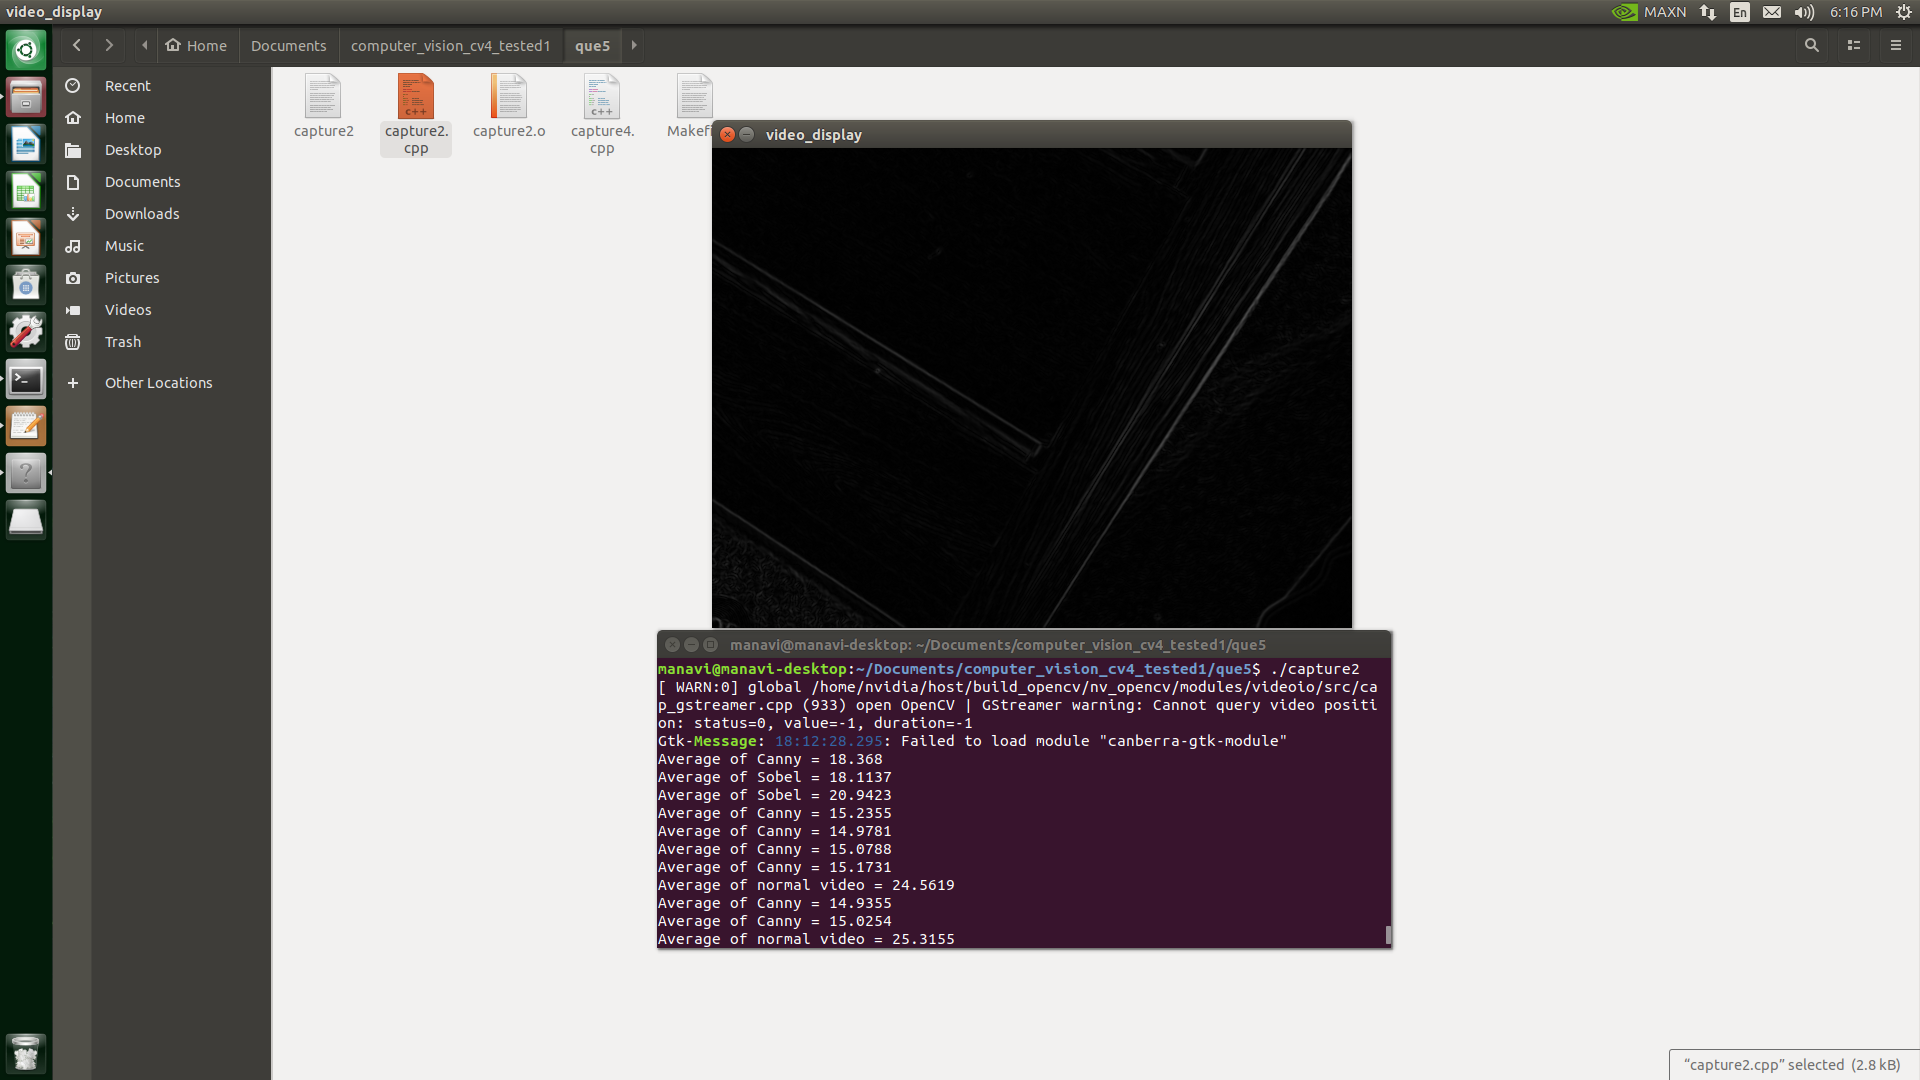 video_display
MAXN En 6:16 PM
Home Documents computer_vision_cv4_tested1 que5
Recent
Home
Desktop
Documents
Downloads
Music
Pictures
Videos
Trash
Other Locations
capture2
capture2.
cpp
capture2.o
capture4.
cpp
Makefi
video_display
manavi@manavi-desktop: ~/Documents/computer_vision_cv4_tested1/que5
manavi@manavi-desktop:~/Documents/computer_vision_cv4_tested1/que5$ ./capture2
[ WARN:0] global /home/nvidia/host/build_opencv/nv_opencv/modules/videoio/src/ca
p_gstreamer.cpp (933) open OpenCV | GStreamer warning: Cannot query video positi
on: status=0, value=-1, duration=-1
Gtk-Message: 18:12:28.295: Failed to load module "canberra-gtk-module"
Average of Canny = 18.368
Average of Sobel = 18.1137
Average of Sobel = 20.9423
Average of Canny = 15.2355
Average of Canny = 14.9781
Average of Canny = 15.0788
Average of Canny = 15.1731
Average of normal video = 24.5619
Average of Canny = 14.9355
Average of Canny = 15.0254
Average of normal video = 25.3155
“capture2.cpp” selected (2.8 kB)